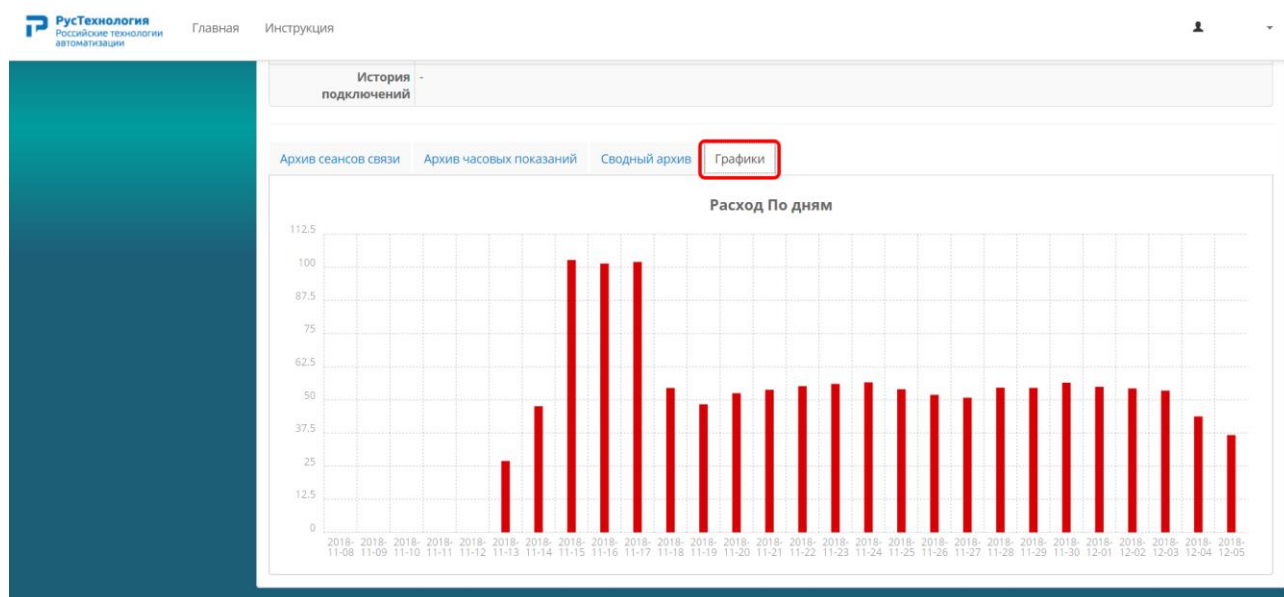 РусТехнология
Российские технологии
автоматизации
Главная
Инструкция
История
подключений
-
Архив сеансов связи
Архив часовых показаний
Сводный архив
Графики
Расход По дням
112.5
100
87.5
75
62.5
50
37.5
25
12.5
0
2018- 2018- 2018- 2018- 2018- 2018- 2018- 2018- 2018- 2018- 2018- 2018- 2018- 2018- 2018- 2018- 2018- 2018- 2018- 2018- 2018- 2018- 2018- 2018- 2018- 2018- 2018- 2018-
11-08 11-09 11-10 11-11 11-12 11-13 11-14 11-15 11-16 11-17 11-18 11-19 11-20 11-21 11-22 11-23 11-24 11-25 11-26 11-27 11-28 11-29 11-30 12-01 12-02 12-03 12-04 12-05